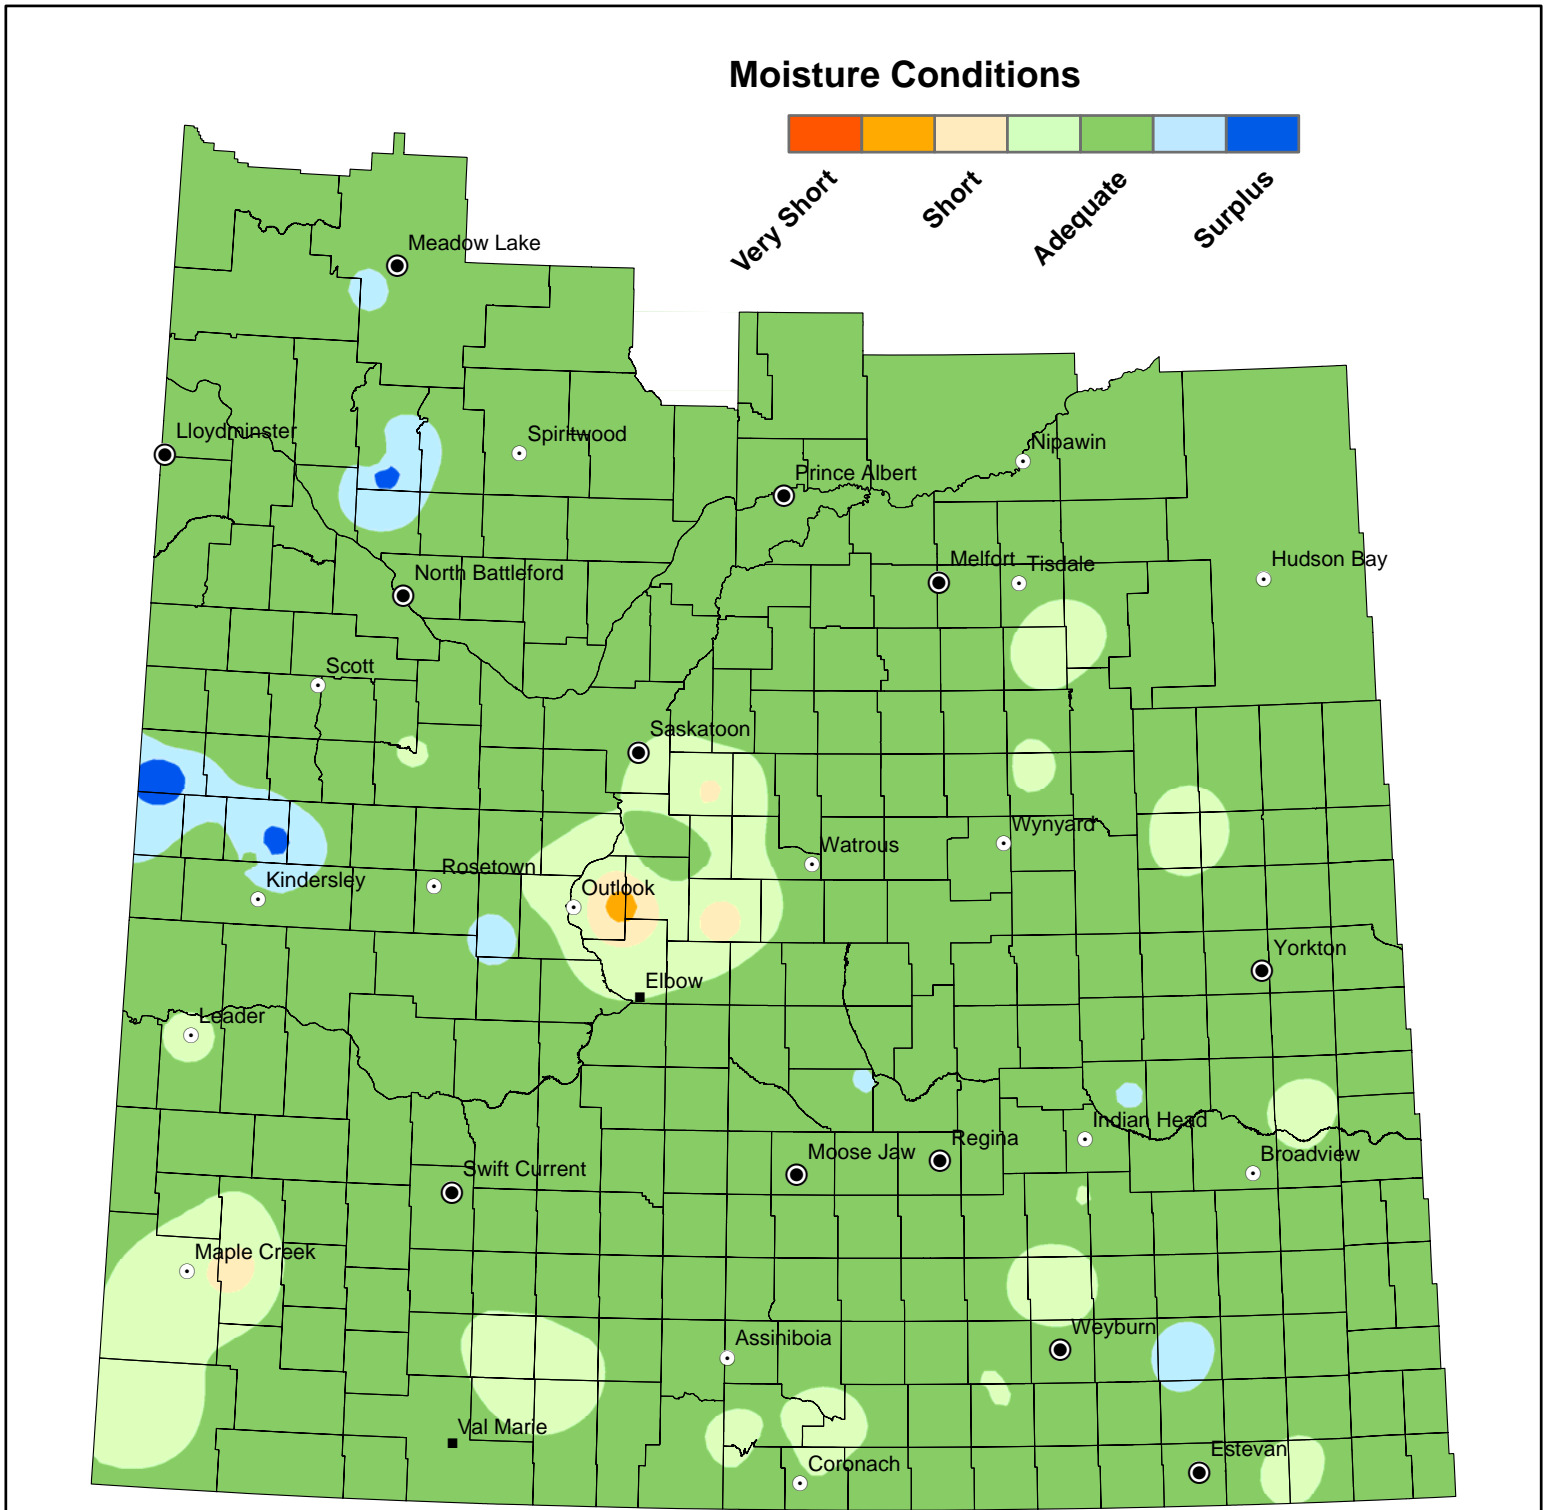 Moisture Conditions
Very Short
Short
Adequate
Surplus
Meadow Lake
Lloydminster
Spiritwood
Nipawin
Prince Albert
Melfort
Tisdale
Hudson Bay
North Battleford
Scott
Saskatoon
Wynyard
Watrous
Rosetown
Kindersley
Outlook
Yorkton
Elbow
Leader
Indian Head
Regina
Moose Jaw
Broadview
Swift Current
Maple Creek
Weyburn
Assiniboia
Val Marie
Estevan
Coronach